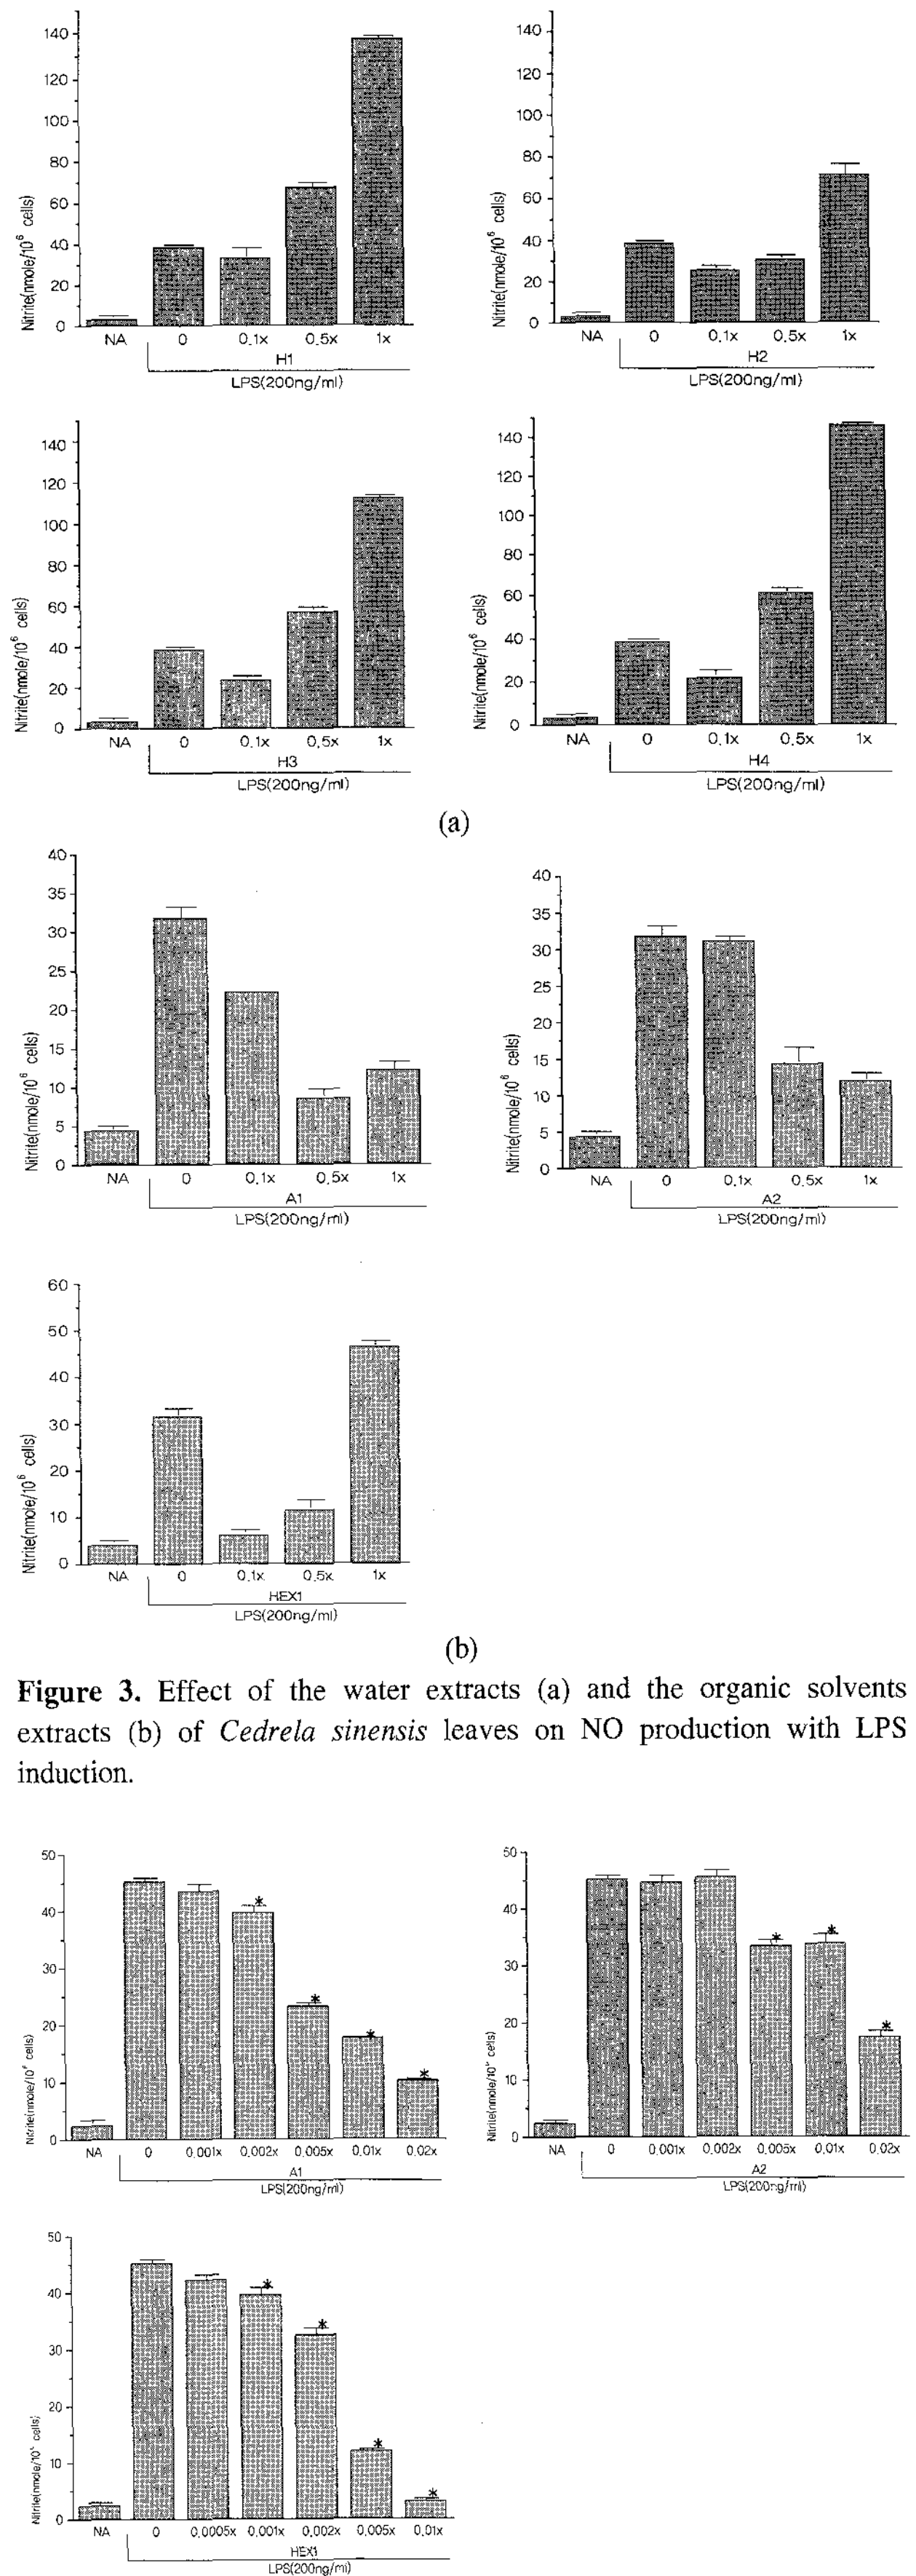 140
120
100
80
60
40
20
0
Nitrite(nmole/10⁶ cells)
NA 0 0.1x 0.5x 1x
H1
LPS(200ng/ml)
140
120
140
100
80
60
40
20
0
Nitrite(nmole/10⁶ cells)
NA 0 0.1x 0.5x 1x
H2
LPS(200ng/ml)
140
120
100
80
60
40
20
0
Nitrite(nmole/10⁶ cells)
NA 0 0.1x 0.5x 1x
H3
LPS(200ng/ml)
140
120
100
80
60
40
20
0
Nitrite(nmole/10⁶ cells)
NA 0 0.1x 0.5x 1x
H4
LPS(200ng/ml)
(a)
40
35
30
25
20
15
10
5
0
Nitrite(nmole/10⁶ cells)
NA 0 0.1x 0.5x 1x
A1
LPS(200ng/ml)
40
35
30
25
20
15
10
5
0
Nitrite(nmole/10⁶ cells)
NA 0 0.1x 0.5x 1x
A2
LPS(200ng/ml)
60
50
40
30
20
10
0
Nitrite(nmole/10⁶ cells)
NA 0 0.1x 0.5x 1x
HEX1
LPS(200ng/ml)
(b)
Figure 3. Effect of the water extracts (a) and the organic solvents
extracts (b) of Cedrela sinensis leaves on NO production with LPS
induction.
50
40
30
20
10
0
cells)
* * * *
NA 0 0.001x 0.002x 0.005x 0.01x 0.02x
A1
LPS(200ng/ml)
50
40
30
20
10
0
cells)
* * *
NA 0 0.001x 0.002x 0.005x 0.01x 0.02x
A2
LPS(200ng/ml)
50
40
30
20
10
0
cells)
* * * *
NA 0 0.0005x 0.001x 0.002x 0.005x 0.01x
HEX1
LPS(200ng/ml)